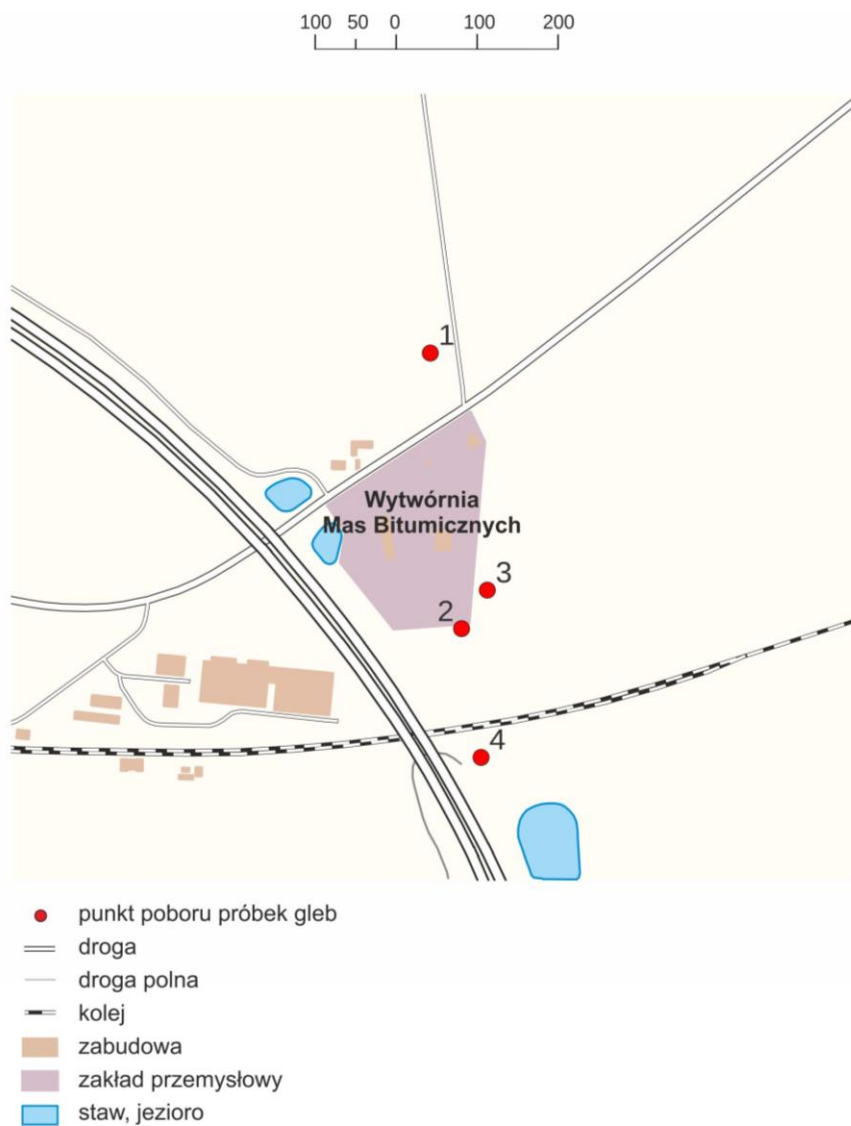 100 50 0 100 200
1
Wytwórnia
Mas Bitumicznych
3
2
4
punkt poboru próbek gleb
droga
droga polna
kolej
zabudowa
zakład przemysłowy
staw, jezioro